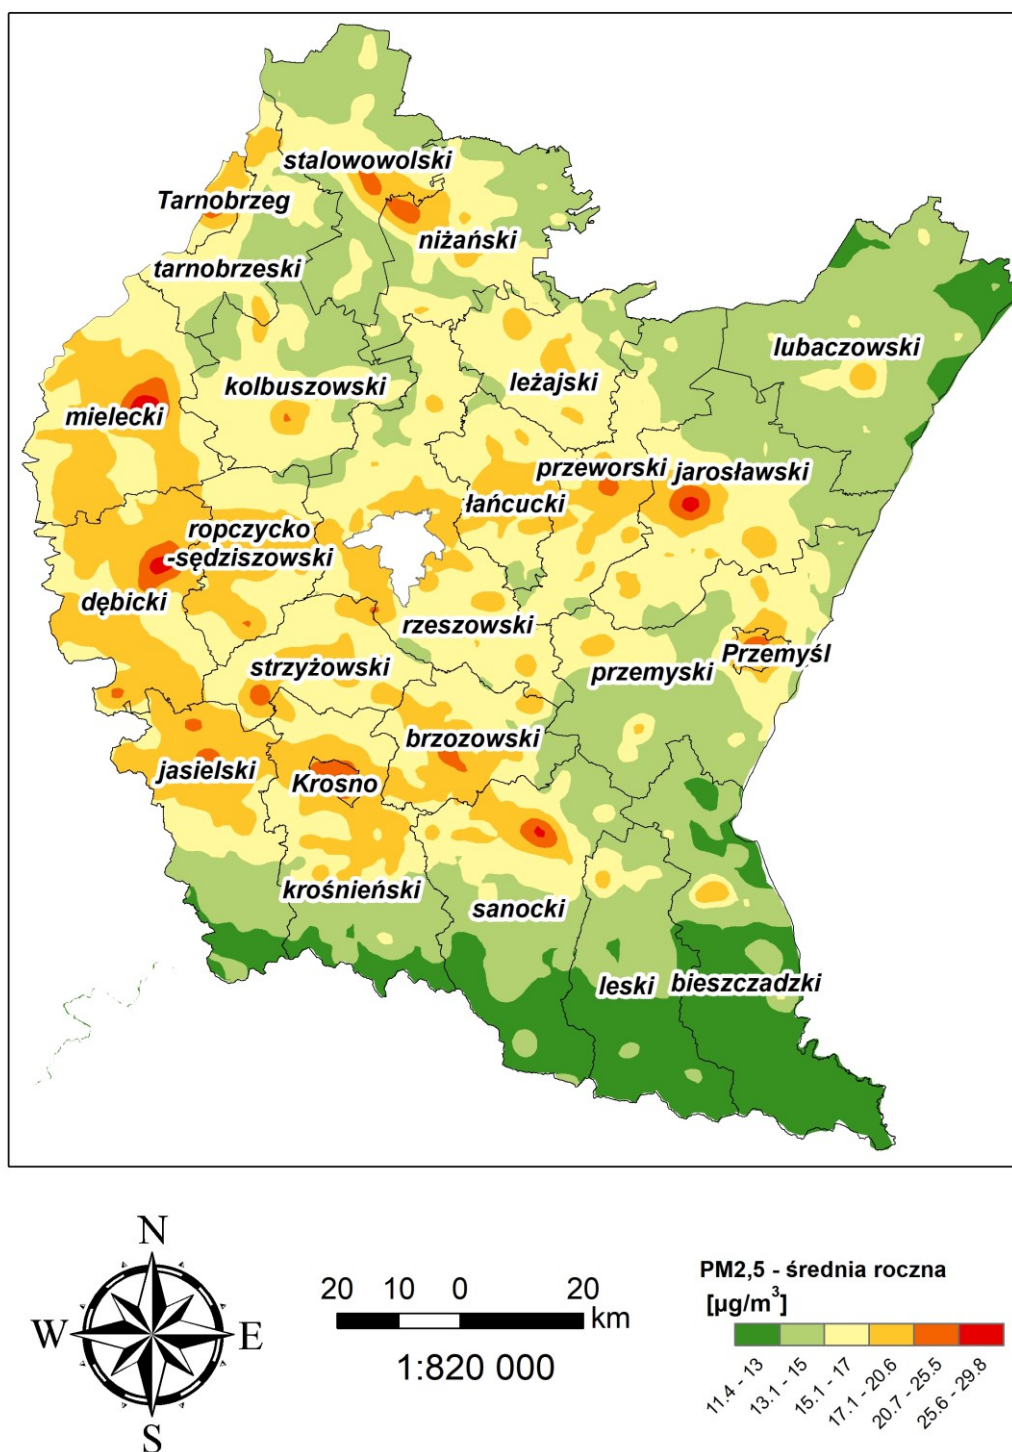 stalowowolski
Tarnobrzeg
niżański
tarnobrzeski
lubaczowski
leżajski
kolbuszowski
mielecki
przeworski
jarosławski
łańcucki
ropczycko
-sędziszowski
dębicki
rzeszowski
Przemyśl
strzyżowski
przemyski
brzozowski
jasielski
Krosno
krośnieński
sanocki
leski
bieszczadzki
N
W
E
S
20 10 0 20
km
1:820 000
PM2,5 - średnia roczna
[µg/m³]
11.4 - 13
13.1 - 15
15.1 - 17
17.1 - 20.6
20.7 - 25.5
25.6 - 29.8